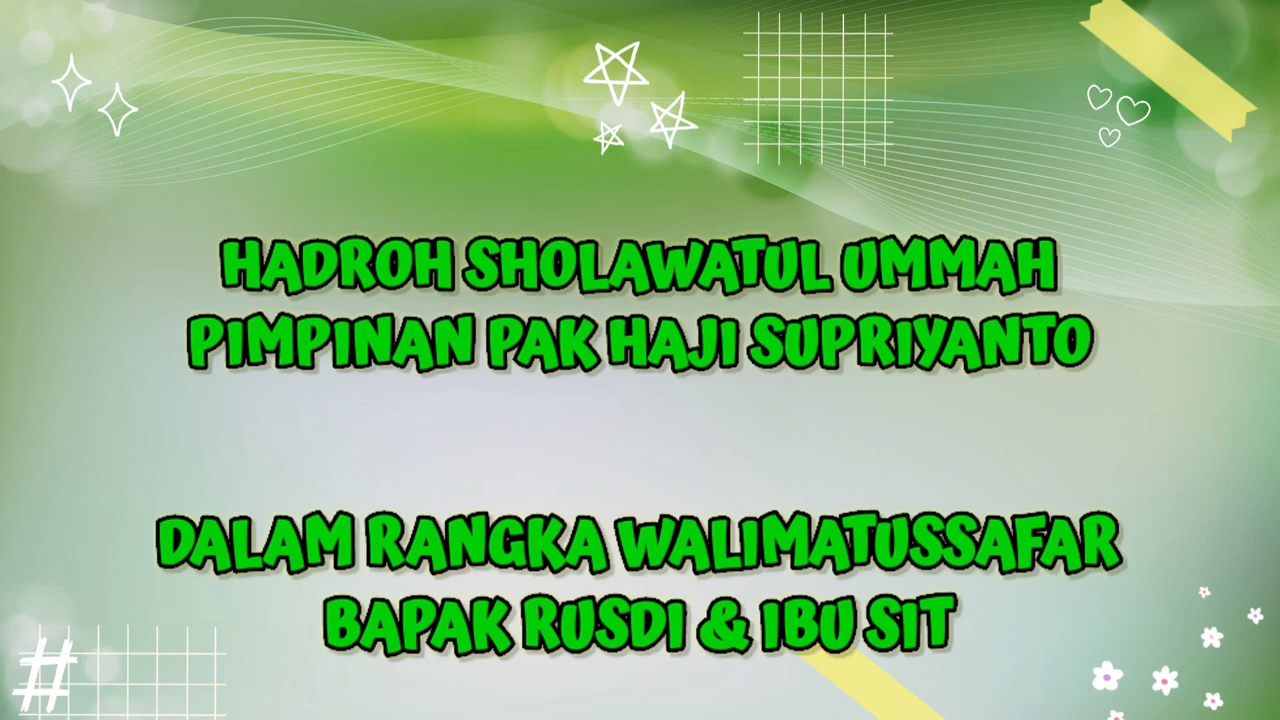 HADROH SHOLAWATUL UMMAH
PIMPINAN PAK HAJI SUPRIYANTO
DALAM RANGKA WALIMATUSSAFAR
BAPAK RUSDI & IBU SIT
#